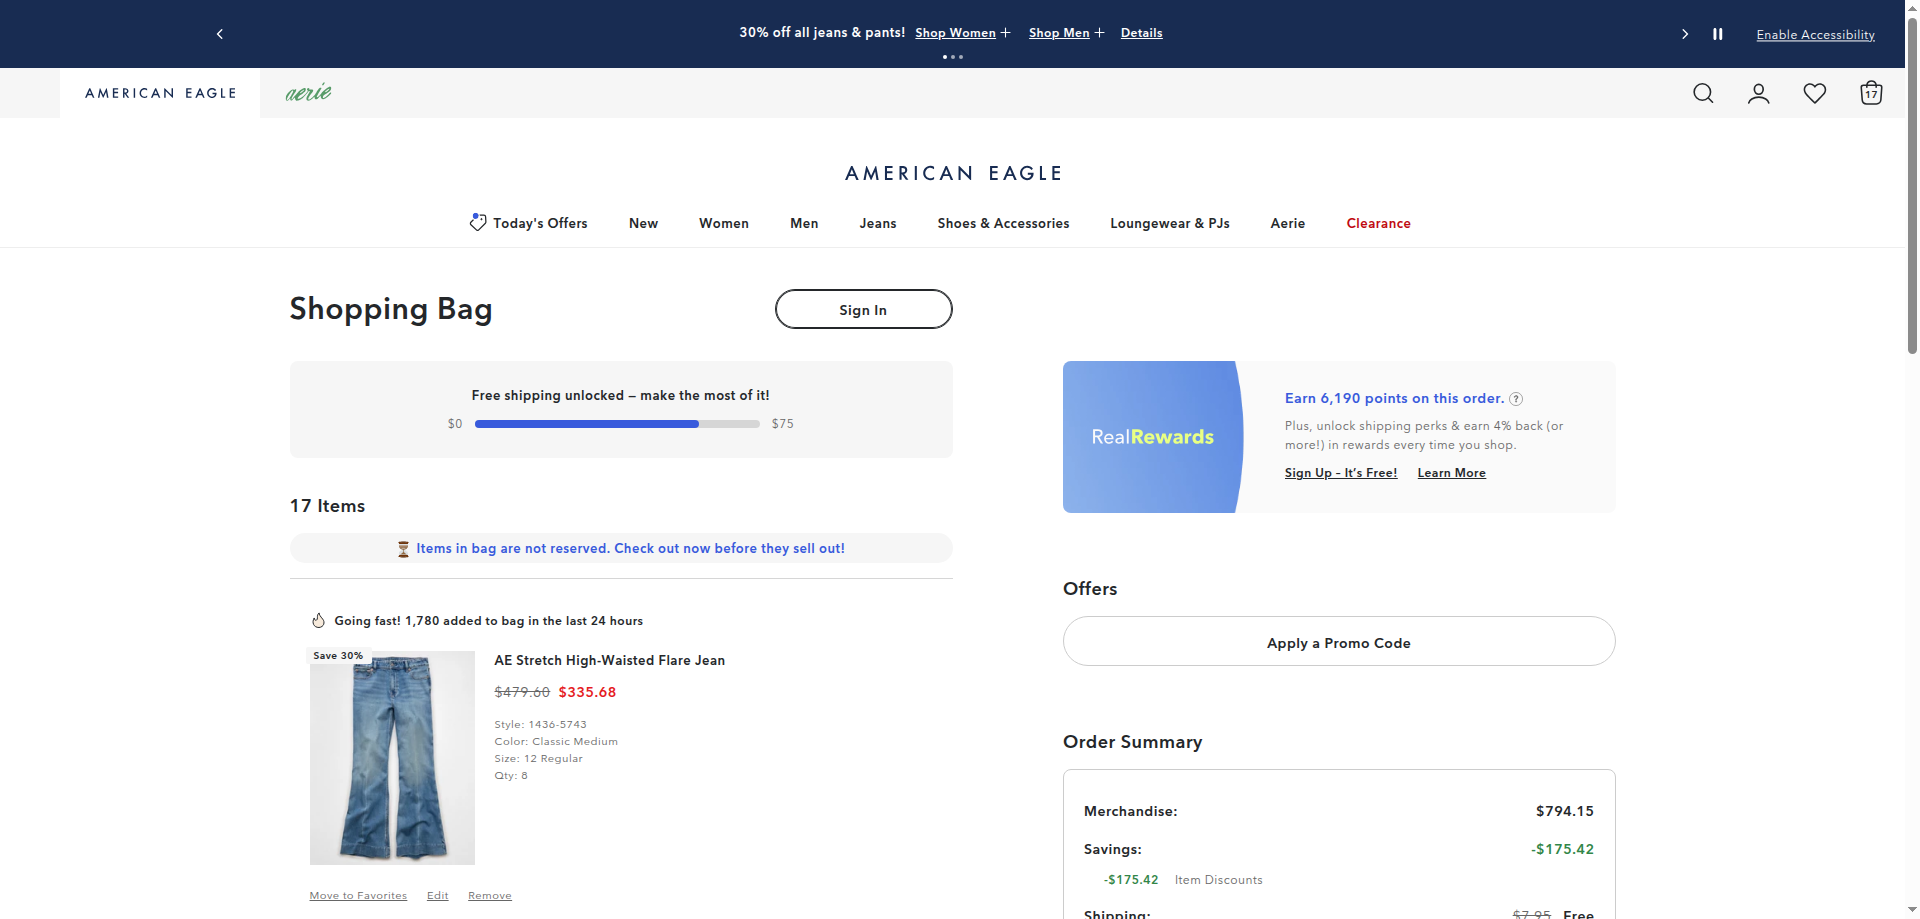 30% off all jeans & pants! Shop Women + Shop Men + Details
Enable Accessibility
AMERICAN EAGLE
aerie
17
AMERICAN EAGLE
Today's Offers New Women Men Jeans Shoes & Accessories Loungewear & PJs Aerie Clearance
Shopping Bag
Sign In
Free shipping unlocked – make the most of it!
$0 $75
17 Items
⏳ Items in bag are not reserved. Check out now before they sell out!
Going fast! 1,780 added to bag in the last 24 hours
Save 30%
AE Stretch High-Waisted Flare Jean
$479.60 $335.68
Style: 1436-5743
Color: Classic Medium
Size: 12 Regular
Qty: 8
Move to Favorites Edit Remove
RealRewards
Earn 6,190 points on this order. ?
Plus, unlock shipping perks & earn 4% back (or
more!) in rewards every time you shop.
Sign Up – It's Free! Learn More
Offers
Apply a Promo Code
Order Summary
Merchandise: $794.15
Savings: -$175.42
-$175.42 Item Discounts
Shipping: $7.95 Free